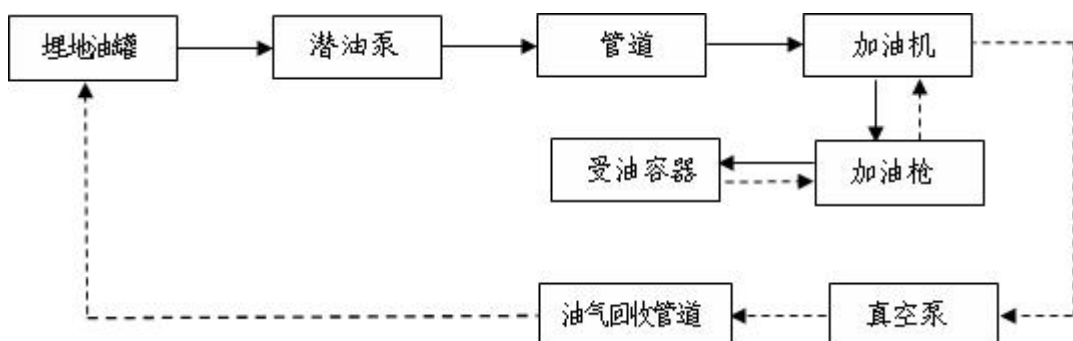 埋地油罐
潜油泵
管道
加油机
受油容器
加油枪
油气回收管道
真空泵